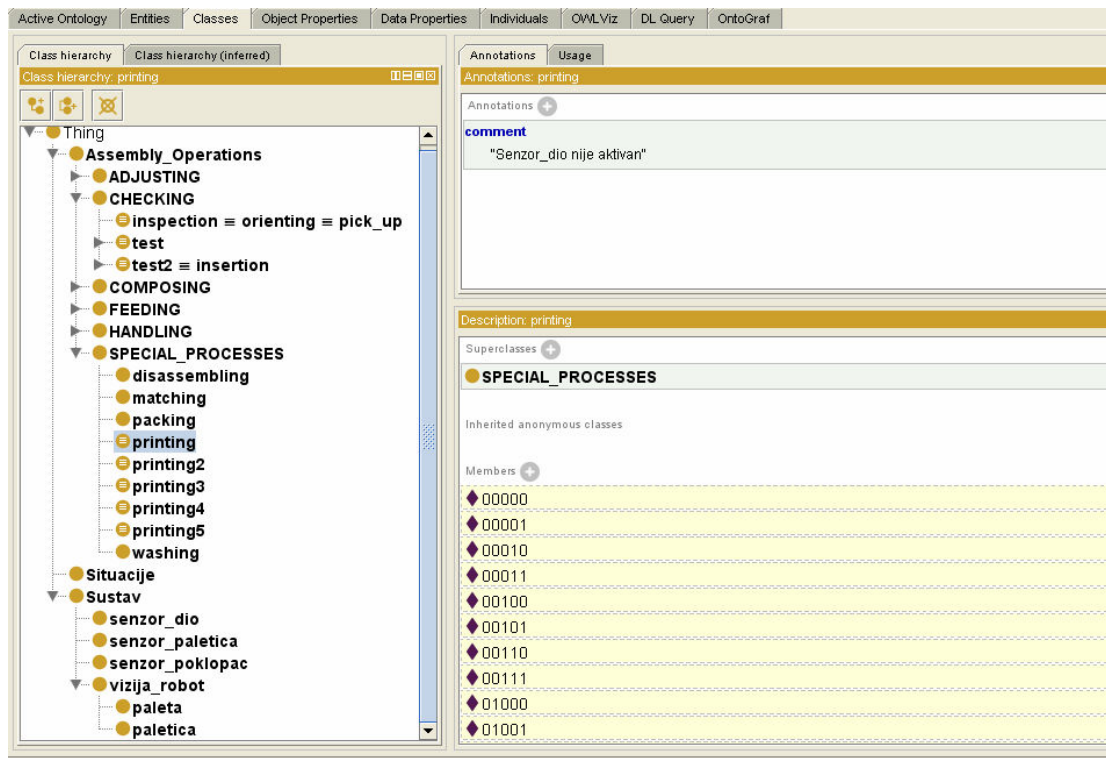 Active Ontology Entities Classes Object Properties Data Properties Individuals OWLViz DL Query OntoGraf
Class hierarchy Class hierarchy (inferred)
Class hierarchy: printing
Thing
Assembly_Operations
ADJUSTING
CHECKING
inspection ≡ orienting ≡ pick_up
test
test2 ≡ insertion
COMPOSING
FEEDING
HANDLING
SPECIAL_PROCESSES
disassembling
matching
packing
printing
printing2
printing3
printing4
printing5
washing
Situacije
Sustav
senzor_dio
senzor_paletica
senzor_poklopac
vizija_robot
paleta
paletica
Annotations Usage
Annotations: printing
Annotations
comment
"Senzor_dio nije aktivan"
Description: printing
Superclasses
SPECIAL_PROCESSES
Inherited anonymous classes
Members
00000
00001
00010
00011
00100
00101
00110
00111
01000
01001